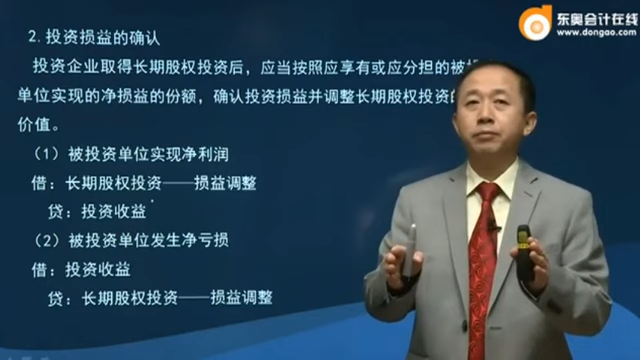 东奥会计在线
www.dongao.com
2.投资损益的确认
投资企业取得长期股权投资后，应当按照应享有或应分担的被
单位实现的净损益的份额，确认投资损益并调整长期股权投资
价值。
（1）被投资单位实现净利润
借：长期股权投资——损益调整
贷：投资收益
（2）被投资单位发生净亏损
借：投资收益
贷：长期股权投资——损益调整